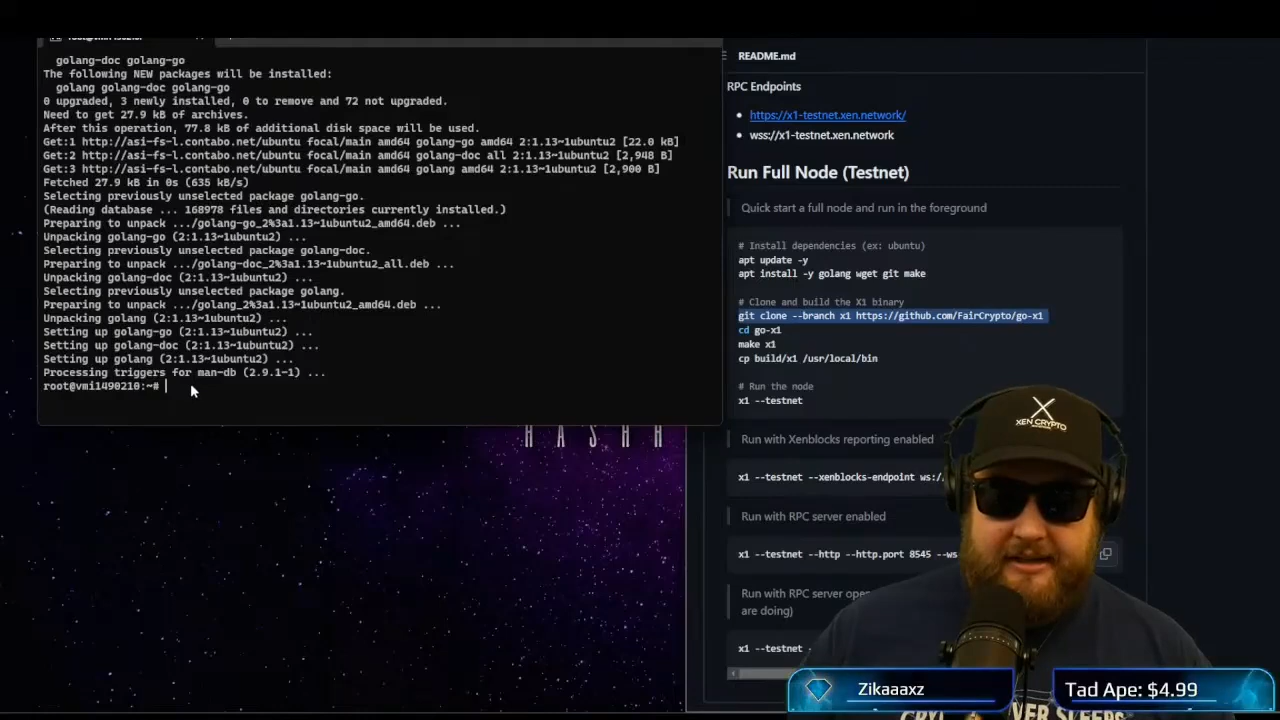 golang-doc golang-go
The following NEW packages will be installed:
golang golang-doc golang-go
0 upgraded, 3 newly installed, 0 to remove and 72 not upgraded.
Need to get 27.9 kB of archives.
After this operation, 77.8 kB of additional disk space will be used.
Get:1 http://asi-fs-l.contabo.net/ubuntu focal/main amd64 golang-go amd64 2:1.13~1ubuntu2 [22.0 kB]
Get:2 http://asi-fs-l.contabo.net/ubuntu focal/main amd64 golang-doc all 2:1.13~1ubuntu2 [2,948 B]
Get:3 http://asi-fs-l.contabo.net/ubuntu focal/main amd64 golang amd64 2:1.13~1ubuntu2 [2,900 B]
Fetched 27.9 kB in 0s (635 kB/s)
Selecting previously unselected package golang-go.
(Reading database ... 168978 files and directories currently installed.)
Preparing to unpack .../golang-go_2%3a1.13~1ubuntu2_amd64.deb ...
Unpacking golang-go (2:1.13~1ubuntu2) ...
Selecting previously unselected package golang-doc.
Preparing to unpack .../golang-doc_2%3a1.13~1ubuntu2_all.deb ...
Unpacking golang-doc (2:1.13~1ubuntu2) ...
Selecting previously unselected package golang.
Preparing to unpack .../golang_2%3a1.13~1ubuntu2_amd64.deb ...
Unpacking golang (2:1.13~1ubuntu2) ...
Setting up golang-go (2:1.13~1ubuntu2) ...
Setting up golang-doc (2:1.13~1ubuntu2) ...
Setting up golang (2:1.13~1ubuntu2) ...
Processing triggers for man-db (2.9.1-1) ...
root@vmi1490210:~#
HASHH
README.md
RPC Endpoints
https://x1-testnet.xen.network/
wss://x1-testnet.xen.network
Run Full Node (Testnet)
Quick start a full node and run in the foreground
# Install dependencies (ex: ubuntu)
apt update -y
apt install -y golang wget git make
# Clone and build the X1 binary
git clone --branch x1 https://github.com/FairCrypto/go-x1
cd go-x1
make x1
cp build/x1 /usr/local/bin
# Run the node
x1 --testnet
Run with Xenblocks reporting enabled
x1 --testnet --xenblocks-endpoint ws:/
Run with RPC server enabled
x1 --testnet --http --http.port 8545 --ws
Run with RPC server ope
are doing)
x1 --testnet
X
XEN CRYPTO
Zikaaaxz
Tad Ape: $4.99
VER SLEEPS